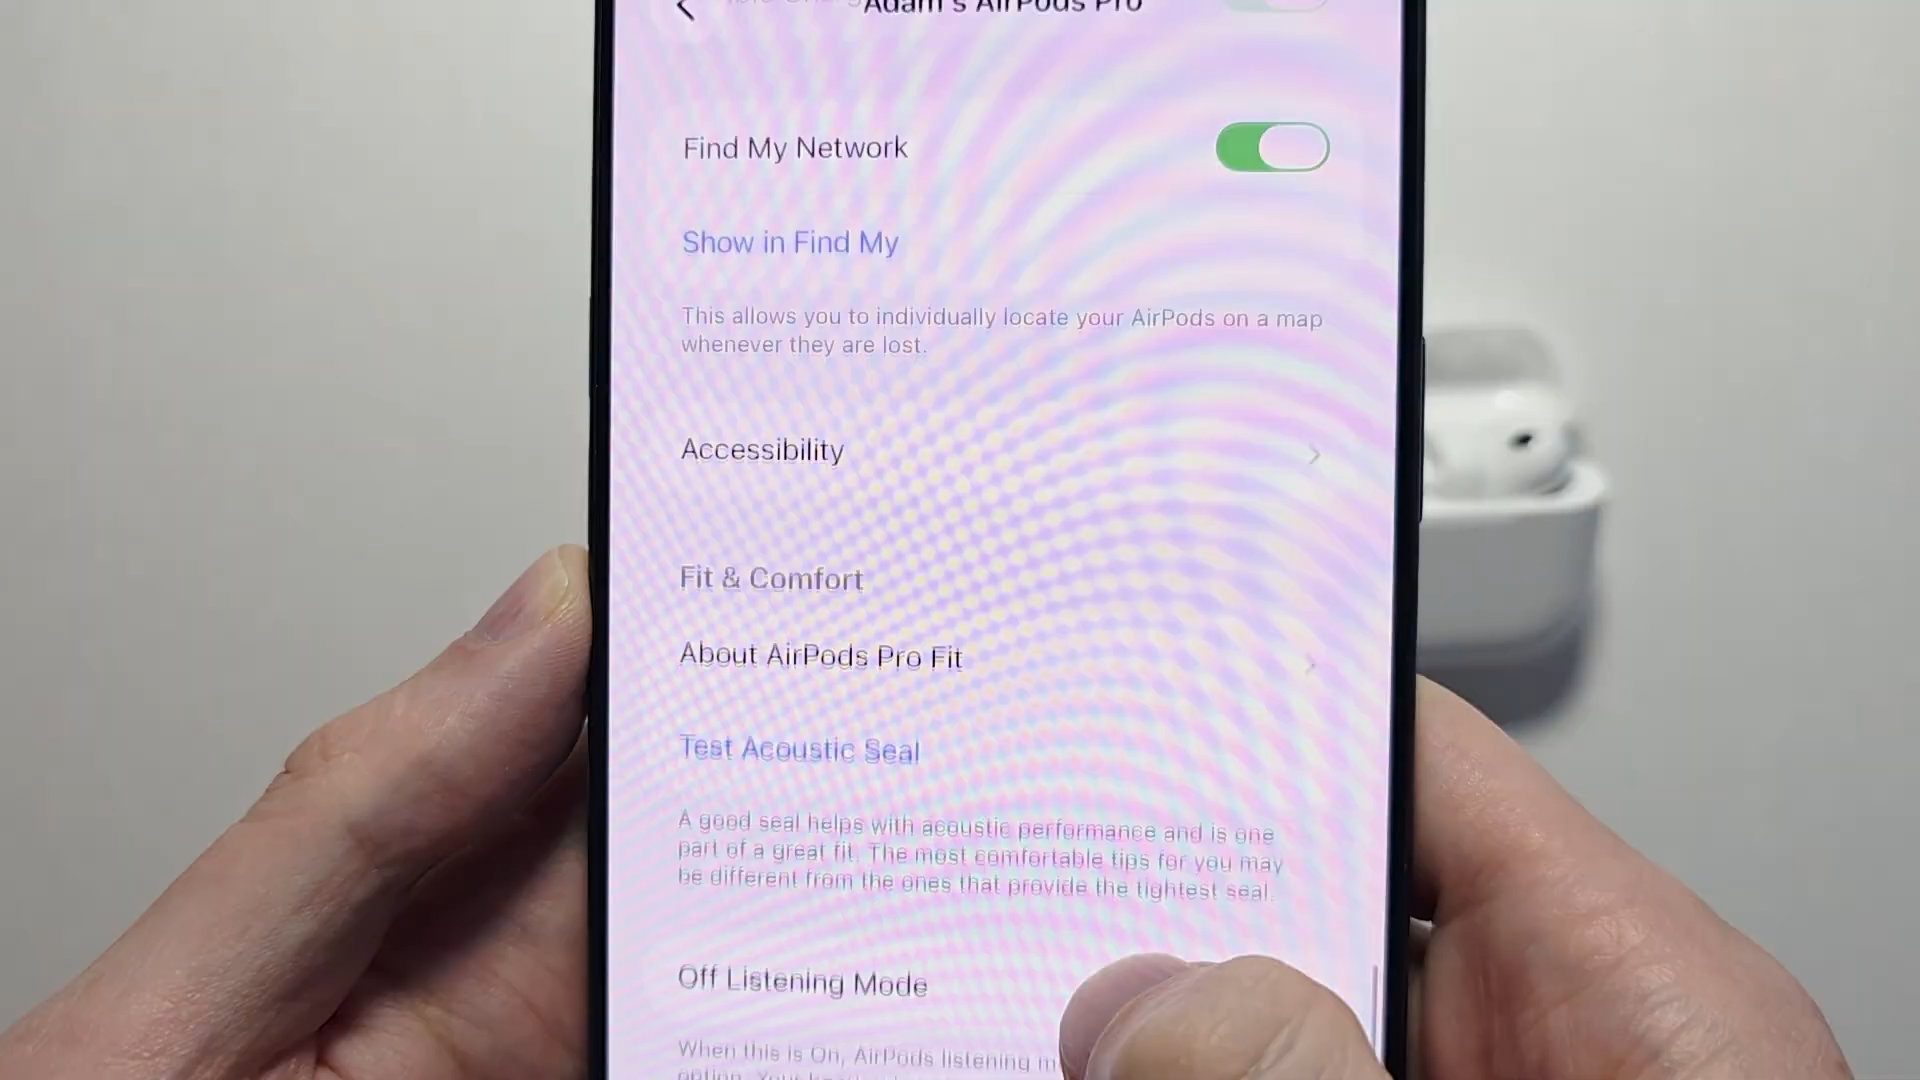 Adam's AirPods Pro
Find My Network
Show in Find My
This allows you to individually locate your AirPods on a map
whenever they are lost.
Accessibility
Fit & Comfort
About AirPods Pro Fit
Test Acoustic Seal
A good seal helps with acoustic performance and is one
part of a great fit. The most comfortable tips for you may
be different from the ones that provide the tightest seal.
Off Listening Mode
When this is On, AirPods listening
option.